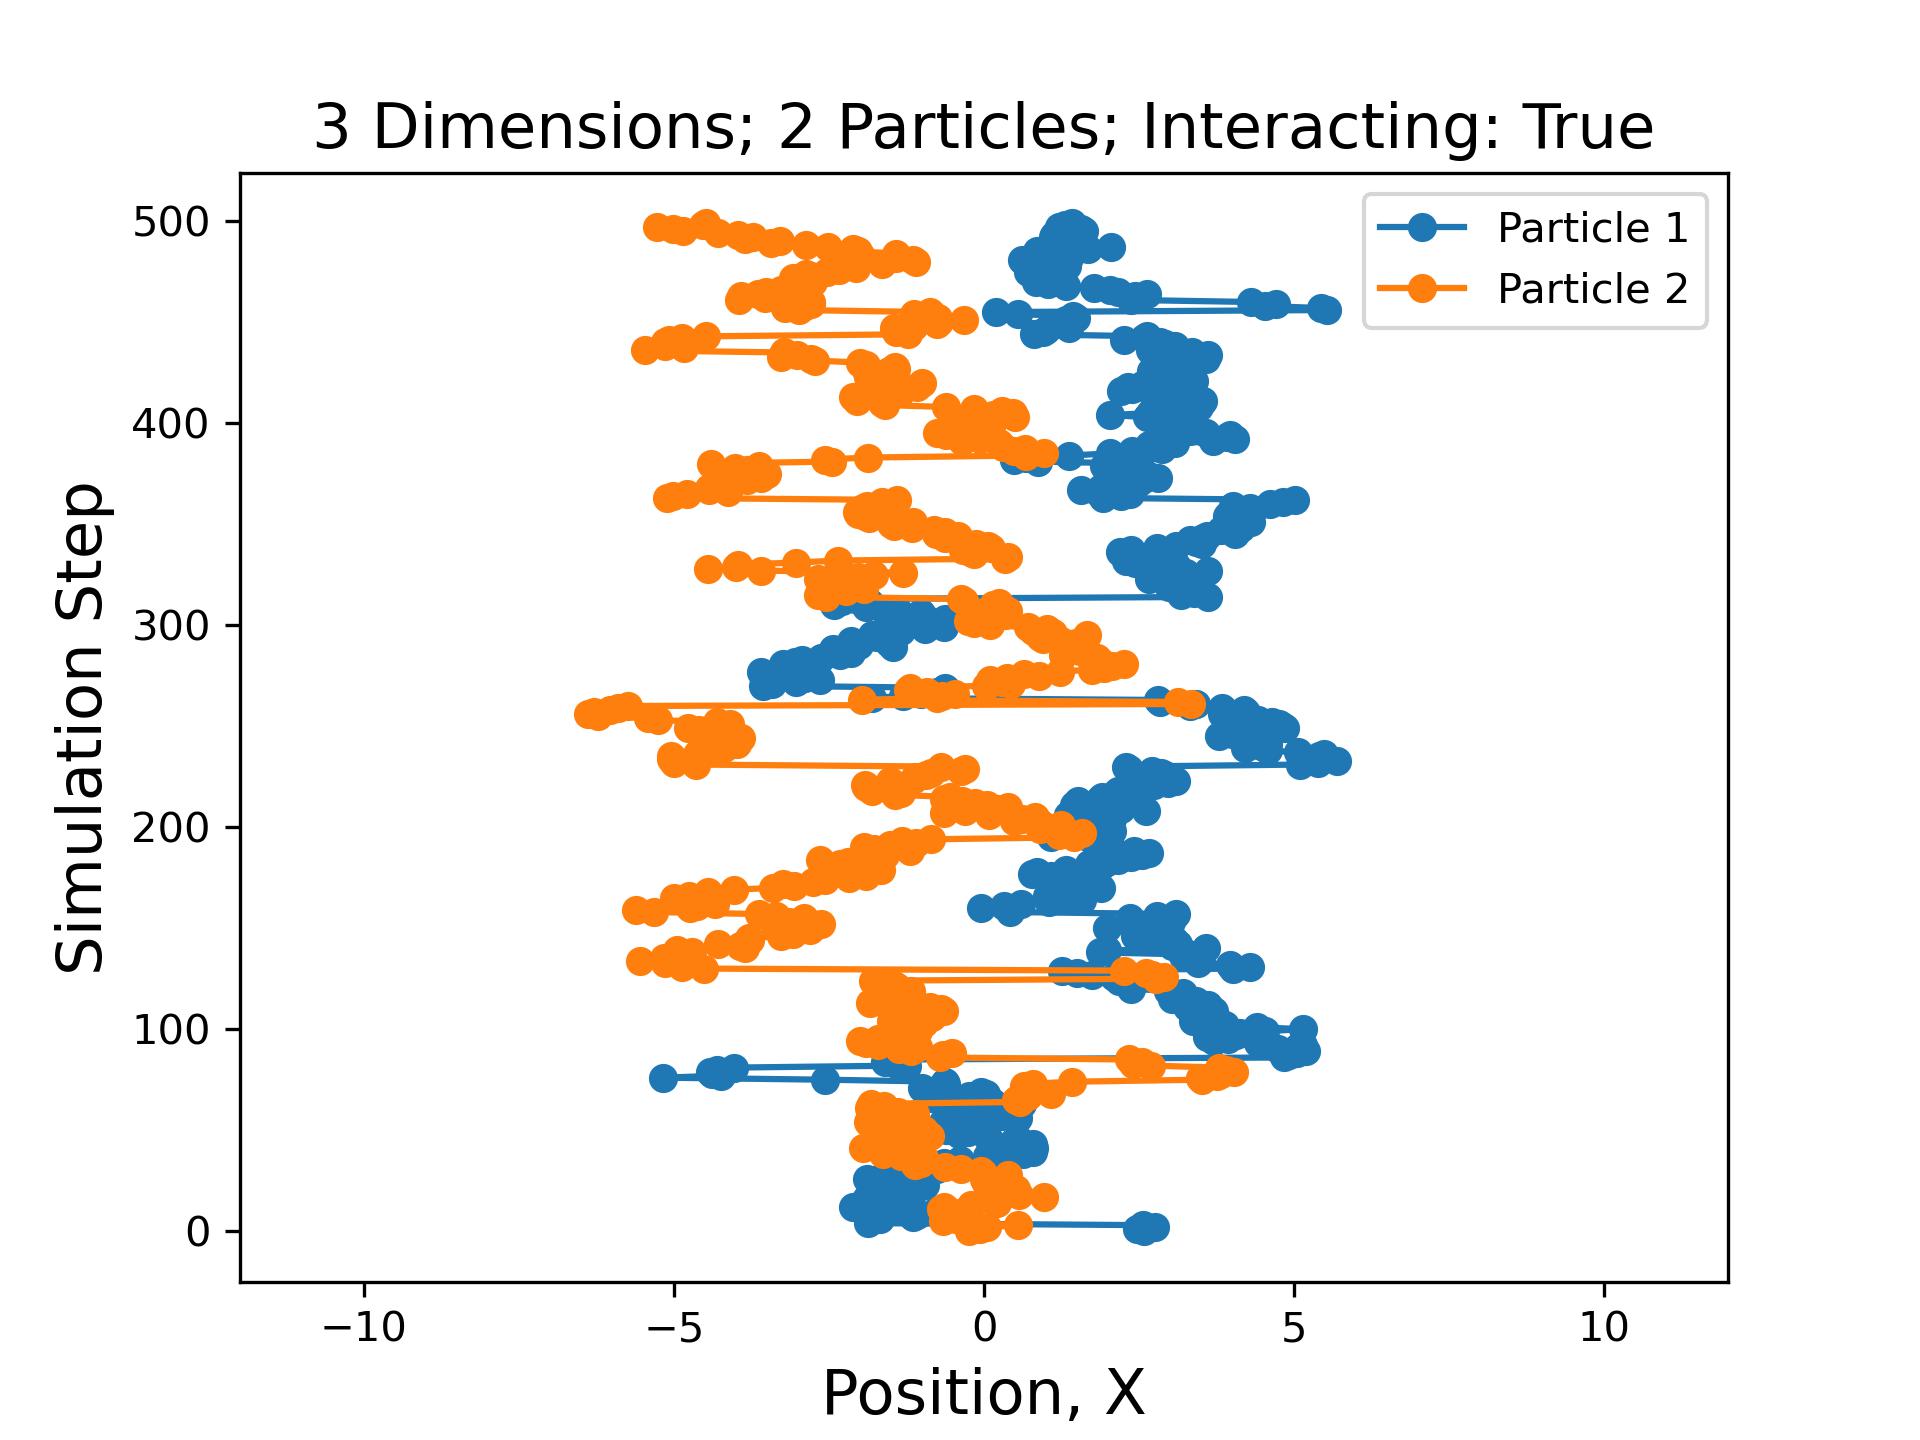 3 Dimensions; 2 Particles; Interacting: True
Particle 1
Particle 2
500
400
300
200
100
0
Simulation Step
−10
−5
0
5
10
Position, X